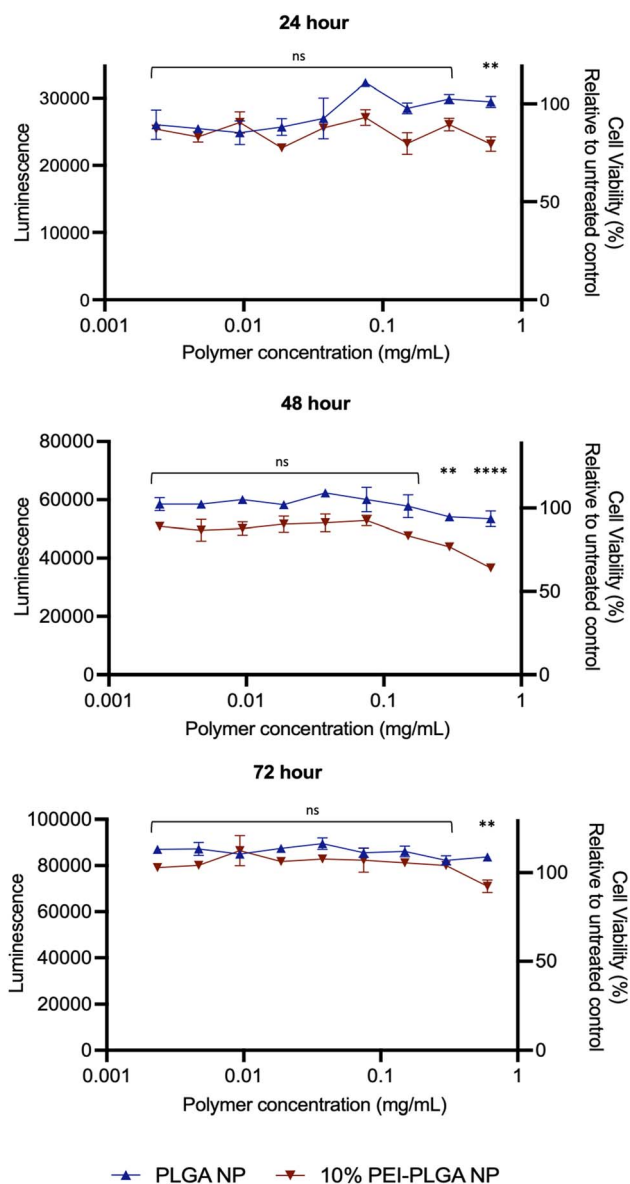 24 hour
ns
**
30000
20000
10000
0
Luminescence
100
50
0
Cell Viability (%)
Relative to untreated control
0.001
0.01
0.1
1
Polymer concentration (mg/mL)
48 hour
ns
**
****
80000
60000
40000
20000
0
Luminescence
100
50
0
Cell Viability (%)
Relative to untreated control
0.001
0.01
0.1
1
Polymer concentration (mg/mL)
72 hour
ns
**
100000
80000
60000
40000
20000
0
Luminescence
100
50
0
Cell Viability (%)
Relative to untreated control
0.001
0.01
0.1
1
Polymer concentration (mg/mL)
PLGA NP
10% PEI-PLGA NP